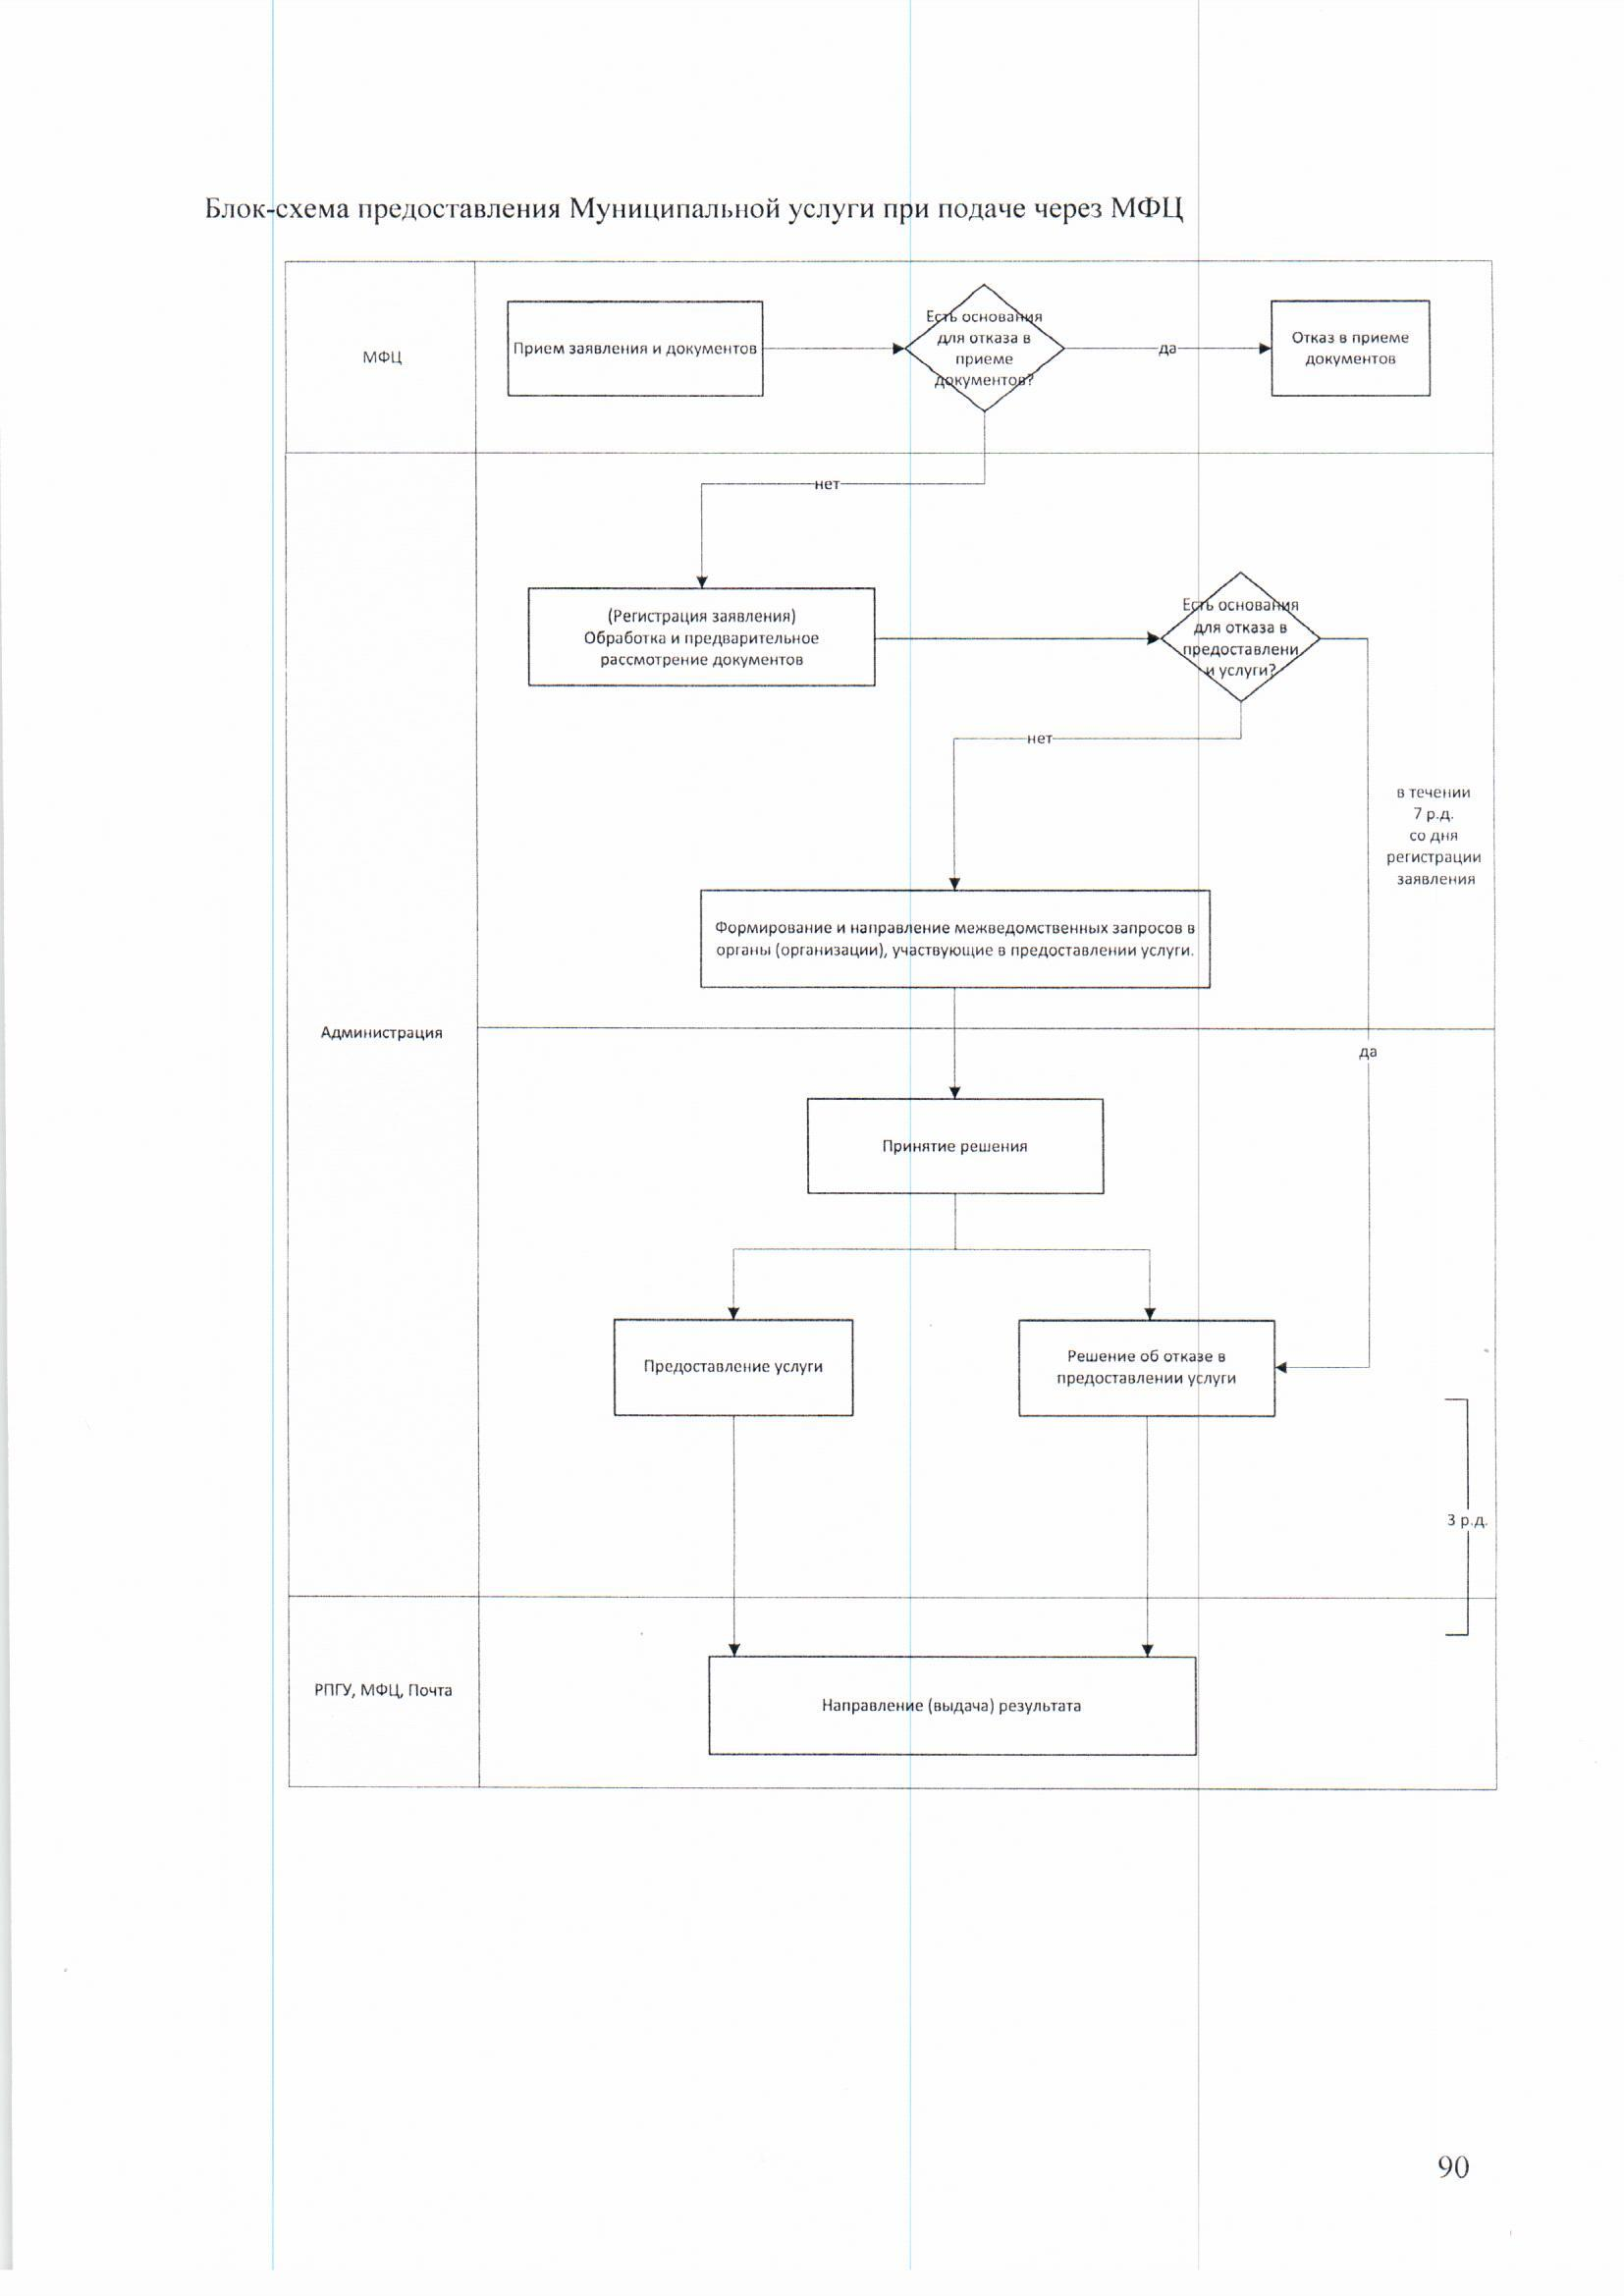 Блок-схема предоставления Муниципальной услуги при подаче через МФЦ
МФЦ
Прием заявления и документов
Есть основания
для отказа в
приеме
документов?
да
Отказ в приеме
документов
нет
(Регистрация заявления)
Обработка и предварительное
рассмотрение документов
Есть основания
для отказа в
предоставлени
и услуги?
нет
в течении
7 р.д.
со дня
регистрации
заявления
Формирование и направление межведомственных запросов в
органы (организации), участвующие в предоставлении услуги.
Администрация
да
Принятие решения
Предоставление услуги
Решение об отказе в
предоставлении услуги
3 р.д.
РПГУ, МФЦ, Почта
Направление (выдача) результата
90